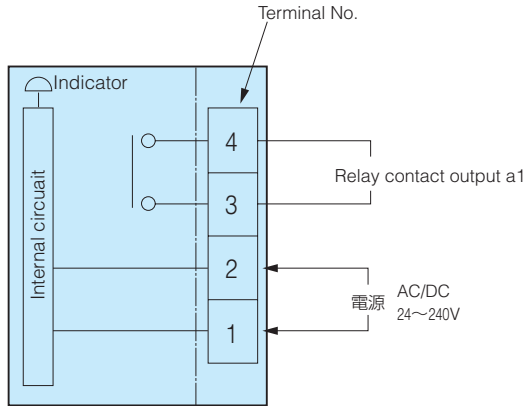 Terminal No.
Indicator
Internal circuait
4
3
2
1
Relay contact output a1
電源
AC/DC
24～240V